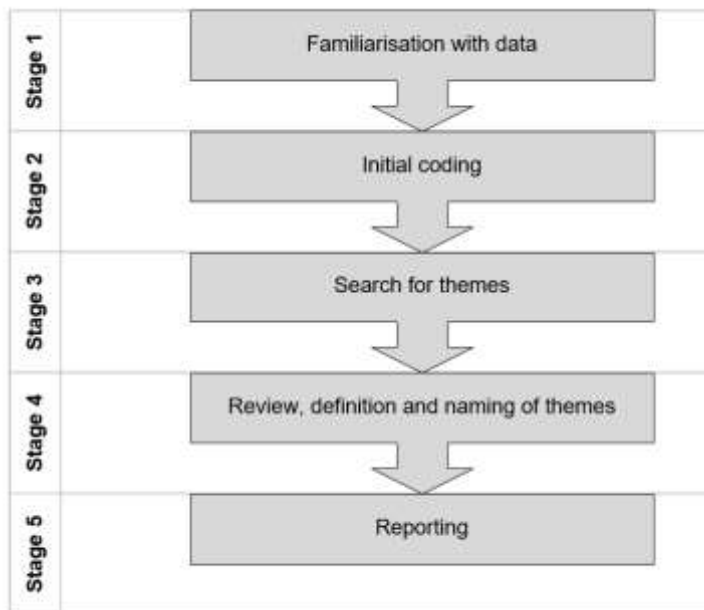 Stage 1
Familiarisation with data
Stage 2
Initial coding
Stage 3
Search for themes
Stage 4
Review, definition and naming of themes
Stage 5
Reporting